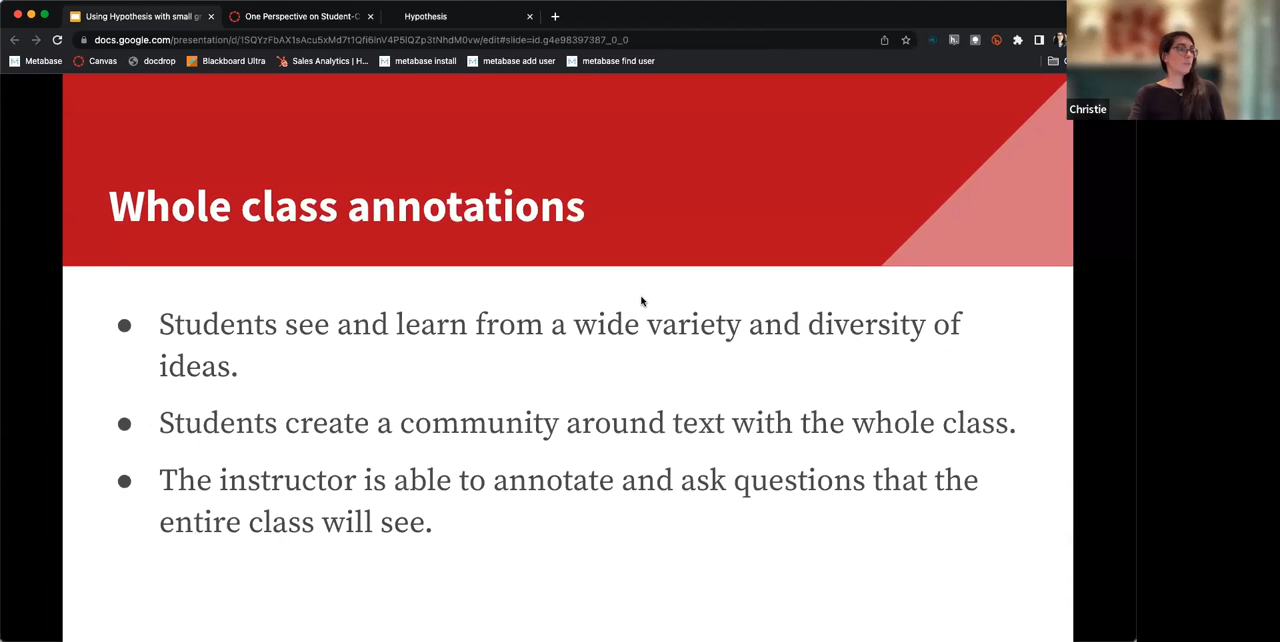 Using Hypothesis with small gr
One Perspective on Student-C
Hypothesis
docs.google.com/presentation/d/1SQYzFbAX1sAcu5xMd7t1Qfi6lnV4P5IQZp3tNhdM0vw/edit#slide=id.g4e98397387_0_0
Metabase
Canvas
docdrop
Blackboard Ultra
Sales Analytics | H...
metabase install
metabase add user
metabase find user
Christie
Whole class annotations
● Students see and learn from a wide variety and diversity of
ideas.
● Students create a community around text with the whole class.
● The instructor is able to annotate and ask questions that the
entire class will see.